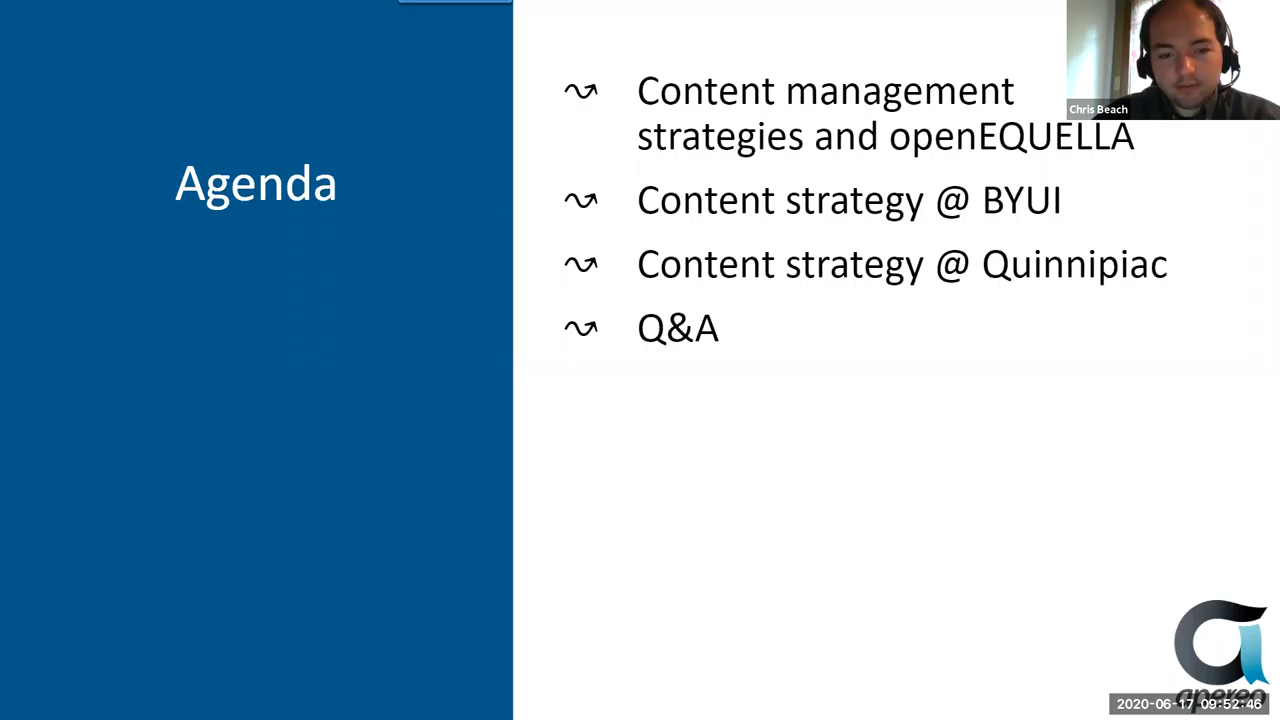 Agenda
Content management
strategies and openEQUELLA
Content strategy @ BYUI
Content strategy @ Quinnipiac
Q&A
Chris Beach
apereo
2020-06-17 09:52:46